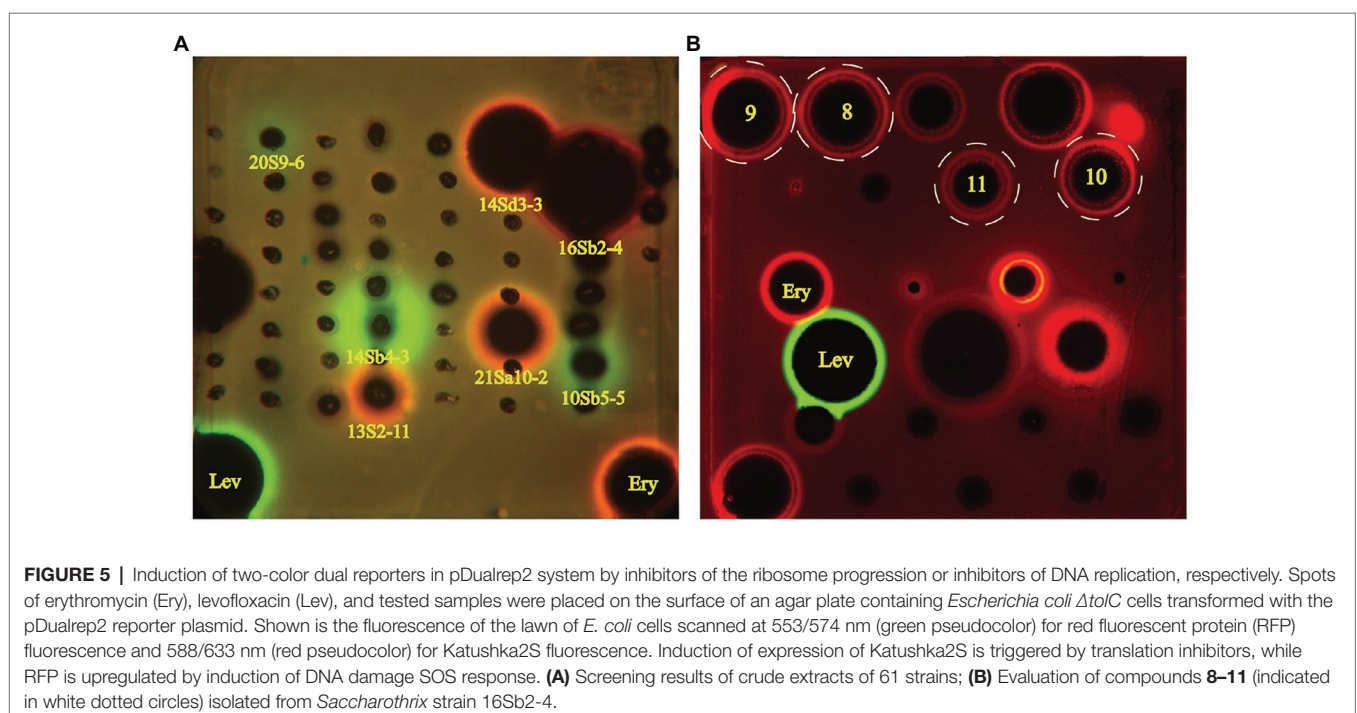 A
B
20S9-6
14Sd3-3
16Sb2-4
14Sb4-3
21Sa10-2
10Sb5-5
13S2-11
Lev
Ery
9
8
11
10
Ery
Lev
FIGURE 5 | Induction of two-color dual reporters in pDualrep2 system by inhibitors of the ribosome progression or inhibitors of DNA replication, respectively. Spots
of erythromycin (Ery), levofloxacin (Lev), and tested samples were placed on the surface of an agar plate containing Escherichia coli ΔtolC cells transformed with the
pDualrep2 reporter plasmid. Shown is the fluorescence of the lawn of E. coli cells scanned at 553/574 nm (green pseudocolor) for red fluorescent protein (RFP)
fluorescence and 588/633 nm (red pseudocolor) for Katushka2S fluorescence. Induction of expression of Katushka2S is triggered by translation inhibitors, while
RFP is upregulated by induction of DNA damage SOS response. (A) Screening results of crude extracts of 61 strains; (B) Evaluation of compounds 8–11 (indicated
in white dotted circles) isolated from Saccharothrix strain 16Sb2-4.